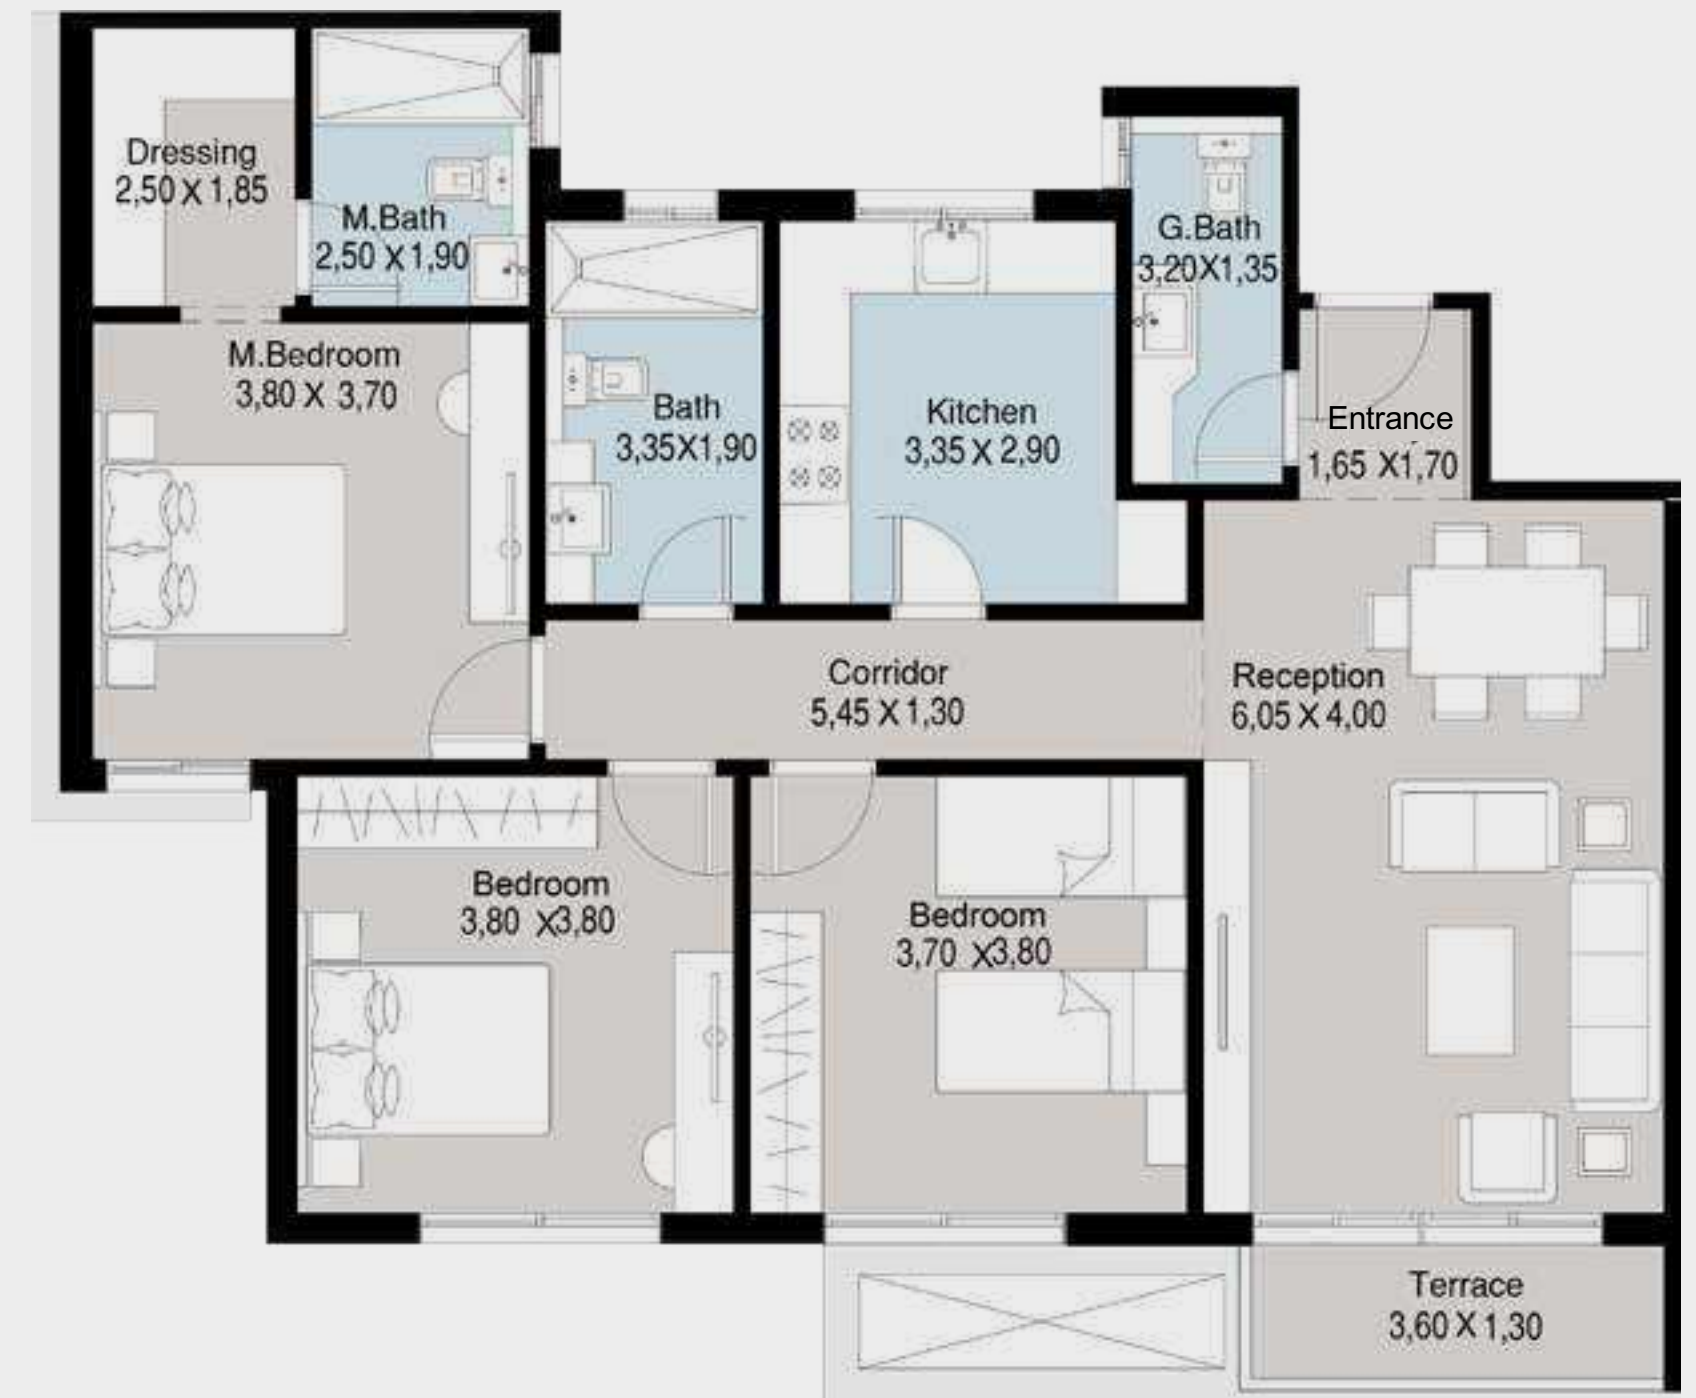 Dressing
2,50 X 1,85
M.Bath
2,50 X 1,90
G.Bath
3,20X1,35
M.Bedroom
3,80 X 3,70
Bath
3,35X1,90
Kitchen
3,35 X 2,90
Entrance
1,65 X1,70
Corridor
5,45 X 1,30
Reception
6,05 X 4,00
Bedroom
3,80 X3,80
Bedroom
3,70 X3,80
Terrace
3,60 X 1,30